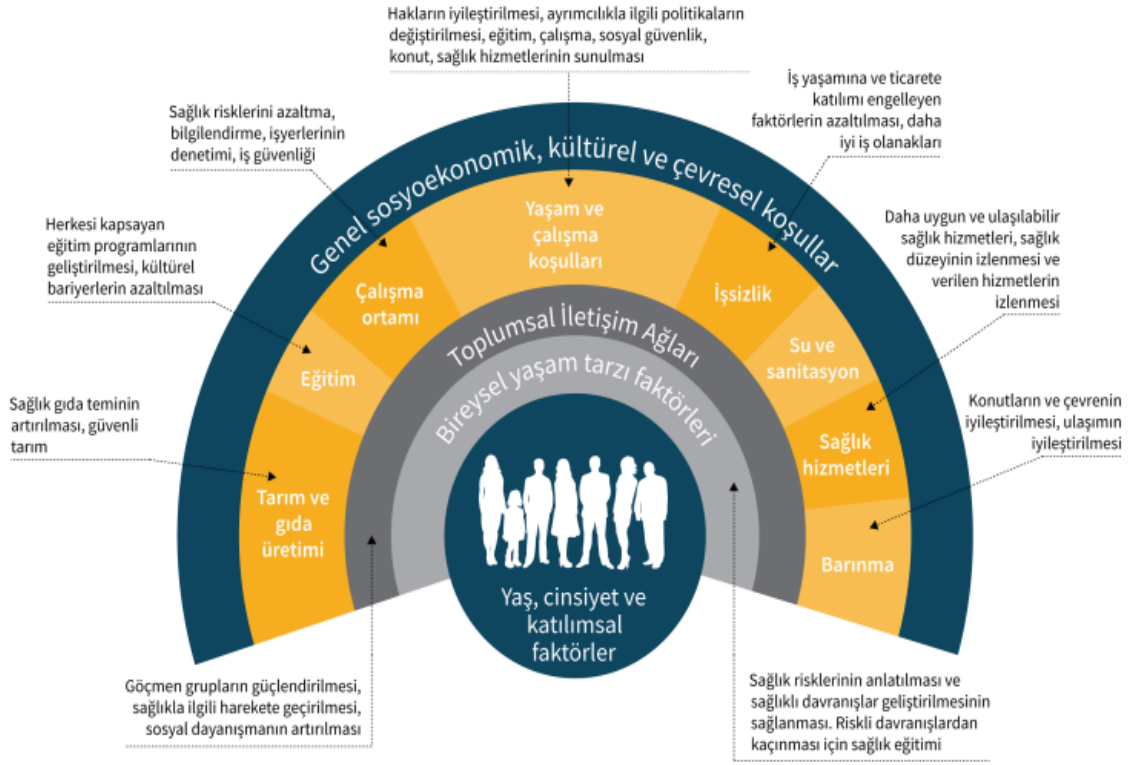 Hakların iyileştirilmesi, ayrımcılıkla ilgili politikaların
değiştirilmesi, eğitim, çalışma, sosyal güvenlik,
konut, sağlık hizmetlerinin sunulması
İş yaşamına ve ticarete
katılımı engelleyen
faktörlerin azaltılması, daha
iyi iş olanakları
Sağlık risklerini azaltma,
bilgilendirme, işyerlerinin
denetimi, iş güvenliği
Herkesi kapsayan
eğitim programlarının
geliştirilmesi, kültürel
bariyerlerin azaltılması
Daha uygun ve ulaşılabilir
sağlık hizmetleri, sağlık
düzeyinin izlenmesi ve
verilen hizmetlerin
izlenmesi
Sağlık gıda teminin
artırılması, güvenli
tarım
Konutların ve çevrenin
iyileştirilmesi, ulaşımın
iyileştirilmesi
Genel sosyoekonomik, kültürel ve çevresel koşullar
Tarım ve
gıda
üretimi
Eğitim
Çalışma
ortamı
Yaşam ve
çalışma
koşulları
İşsizlik
Su ve
sanitasyon
Sağlık
hizmetleri
Barınma
Toplumsal İletişim Ağları
Bireysel yaşam tarzı faktörleri
Yaş, cinsiyet ve
katılımsal
faktörler
Göçmen grupların güçlendirilmesi,
sağlıkla ilgili harekete geçirilmesi,
sosyal dayanışmanın artırılması
Sağlık risklerinin anlatılması ve
sağlıklı davranışlar geliştirilmesinin
sağlanması. Riskli davranışlardan
kaçınması için sağlık eğitimi